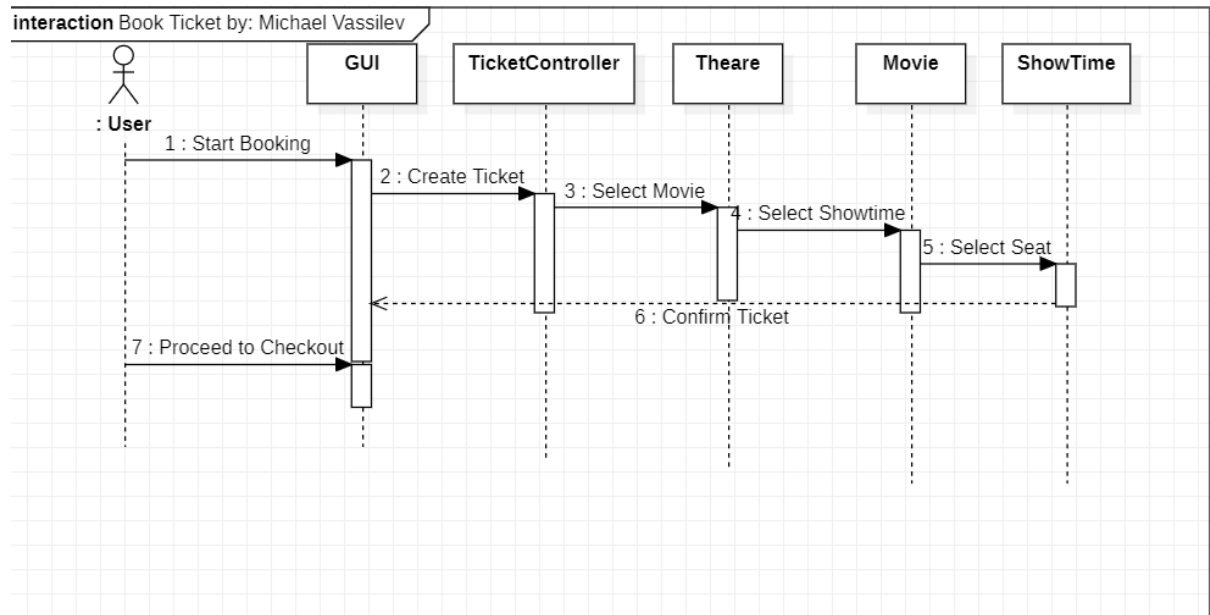 interaction Book Ticket by: Michael Vassilev
GUI
TicketController
Theare
Movie
ShowTime
: User
1 : Start Booking
2 : Create Ticket
3 : Select Movie
4 : Select Showtime
5 : Select Seat
6 : Confirm Ticket
7 : Proceed to Checkout